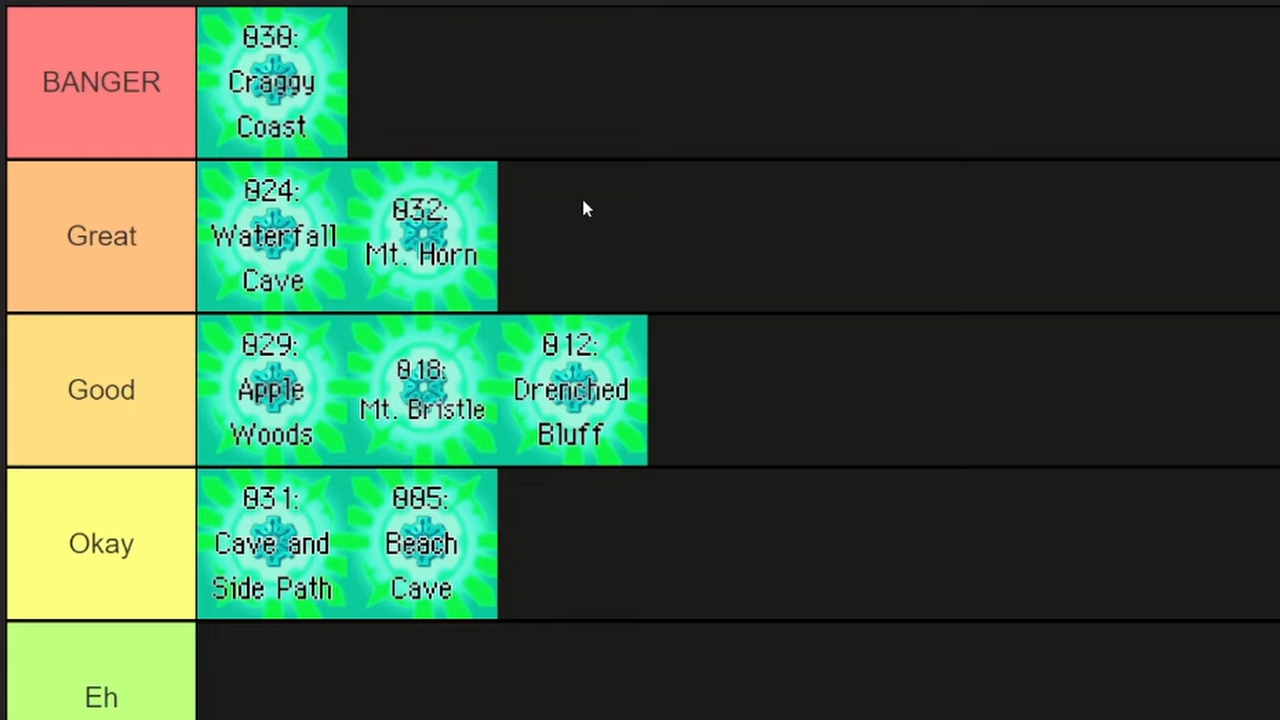 BANGER
030:
Craggy
Coast
Great
024:
Waterfall
Cave
032:
Mt. Horn
Good
029:
Apple
Woods
018:
Mt. Bristle
012:
Drenched
Bluff
Okay
031:
Cave and
Side Path
005:
Beach
Cave
Eh